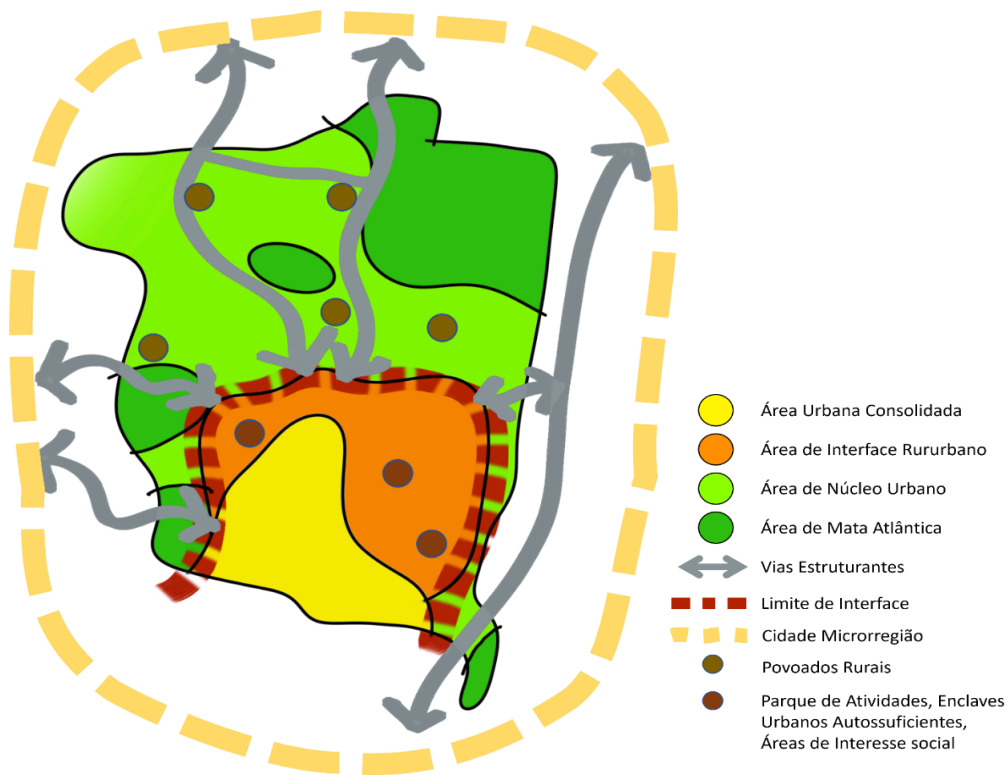 Área Urbana Consolidada
Área de Interface Rururbano
Área de Núcleo Urbano
Área de Mata Atlântica
Vias Estruturantes
Limite de Interface
Cidade Microrregião
Povoados Rurais
Parque de Atividades, Enclaves
Urbanos Autossuficientes,
Áreas de Interesse social